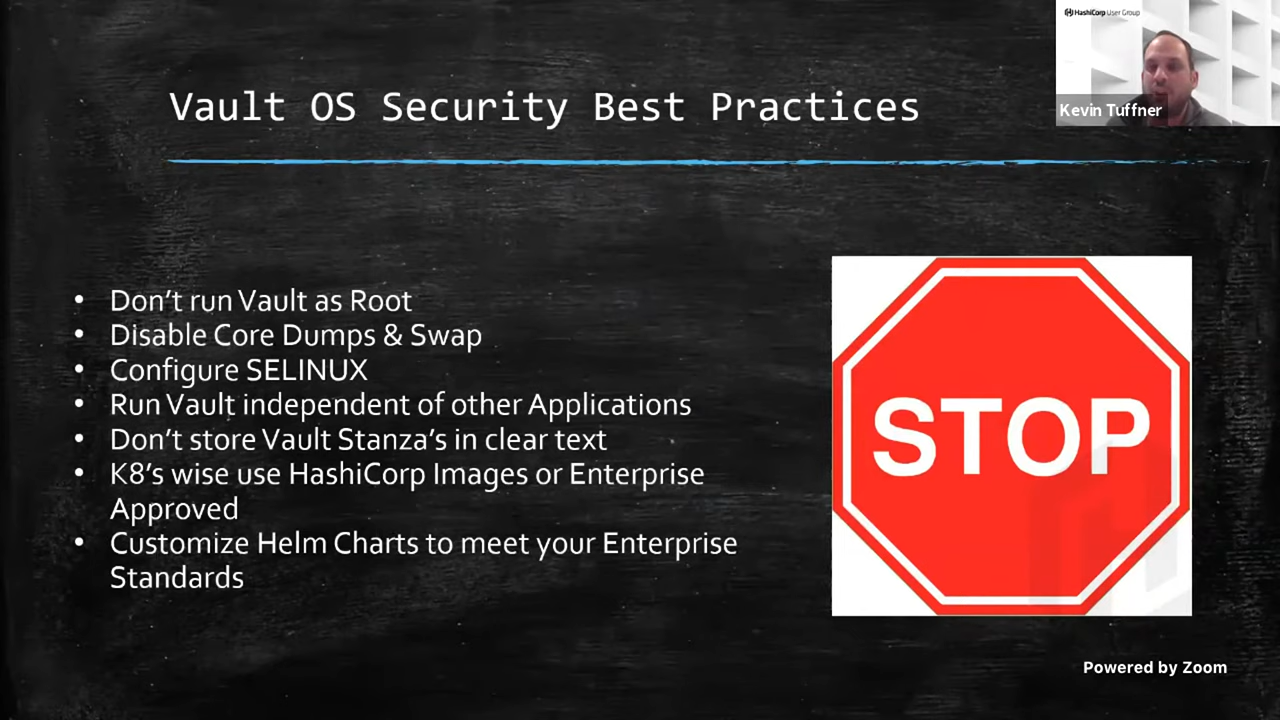 HashiCorp User Group
Kevin Tuffner
Vault OS Security Best Practices
• Don’t run Vault as Root
• Disable Core Dumps & Swap
• Configure SELINUX
• Run Vault independent of other Applications
• Don’t store Vault Stanza’s in clear text
• K8’s wise use HashiCorp Images or Enterprise
Approved
• Customize Helm Charts to meet your Enterprise
Standards
STOP
Powered by Zoom